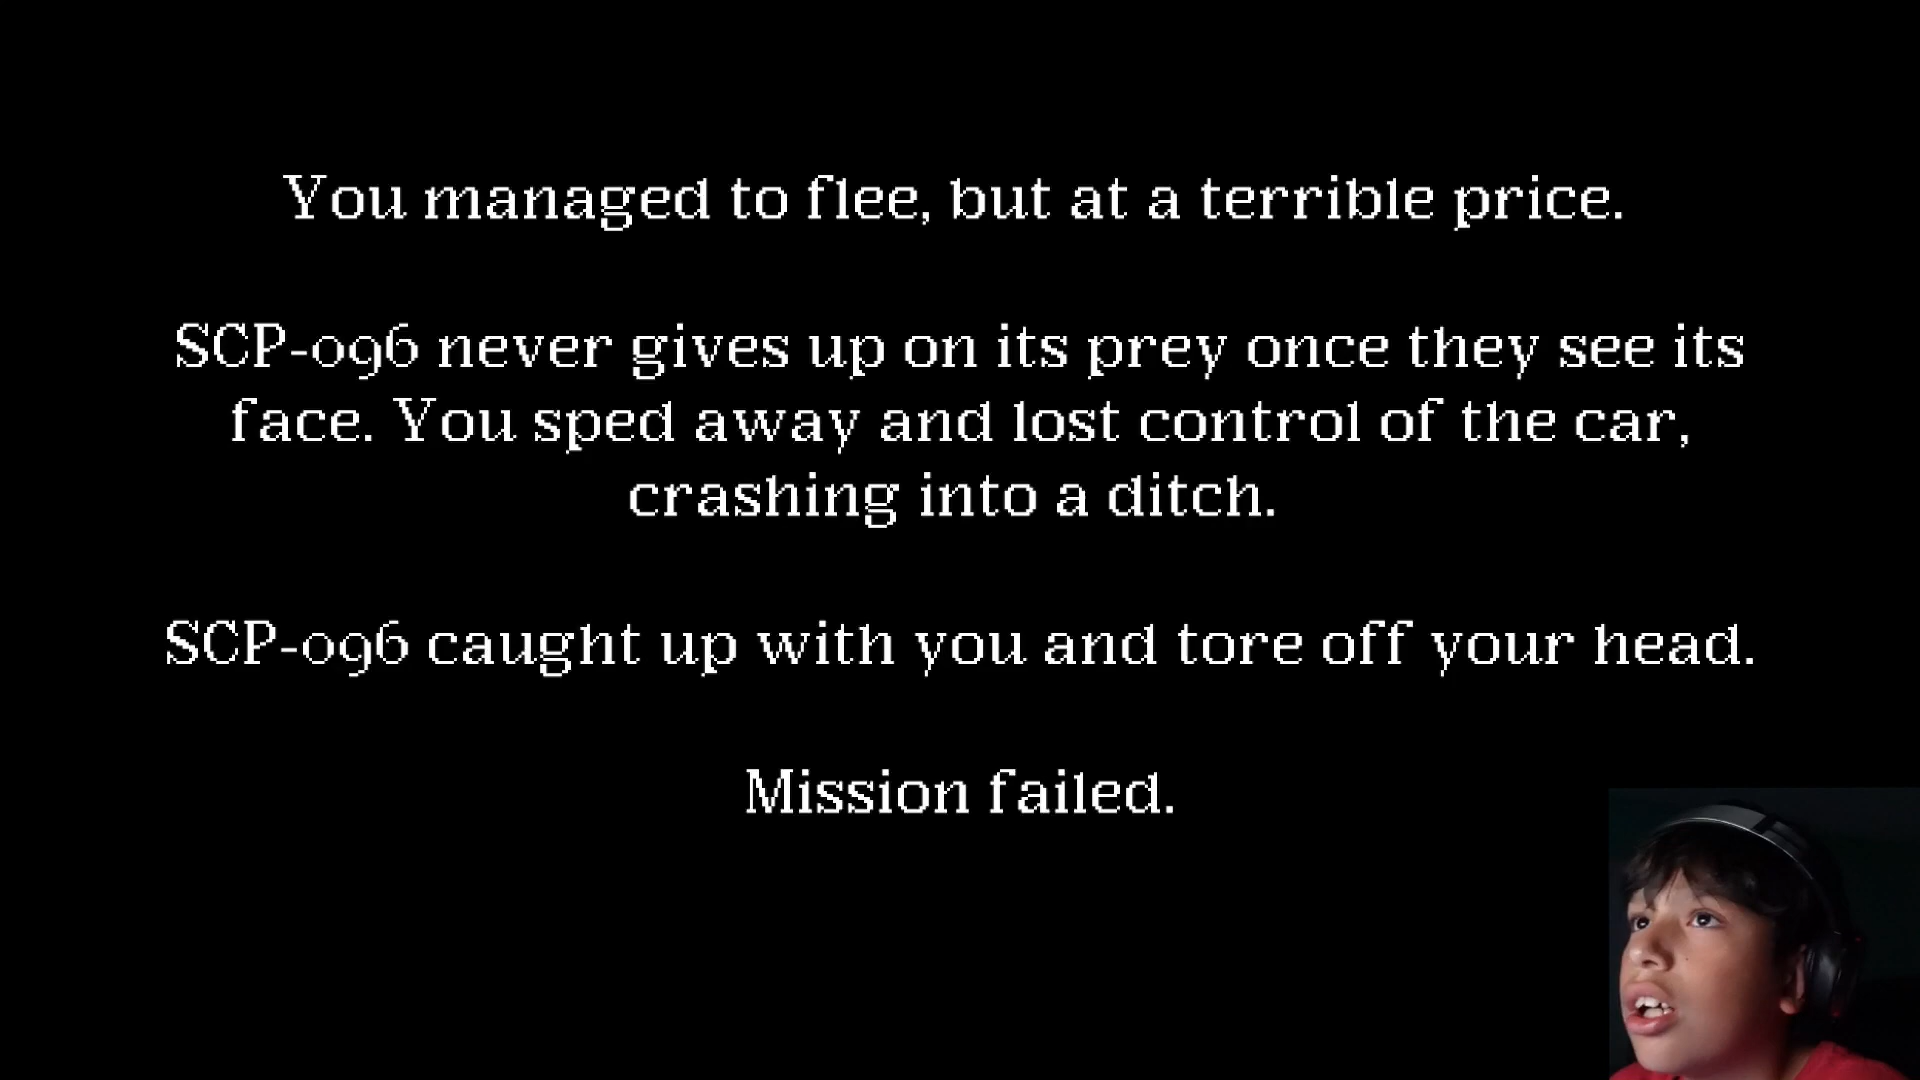 You managed to flee, but at a terrible price.
SCP-096 never gives up on its prey once they see its
face. You sped away and lost control of the car,
crashing into a ditch.
SCP-096 caught up with you and tore off your head.
Mission failed.